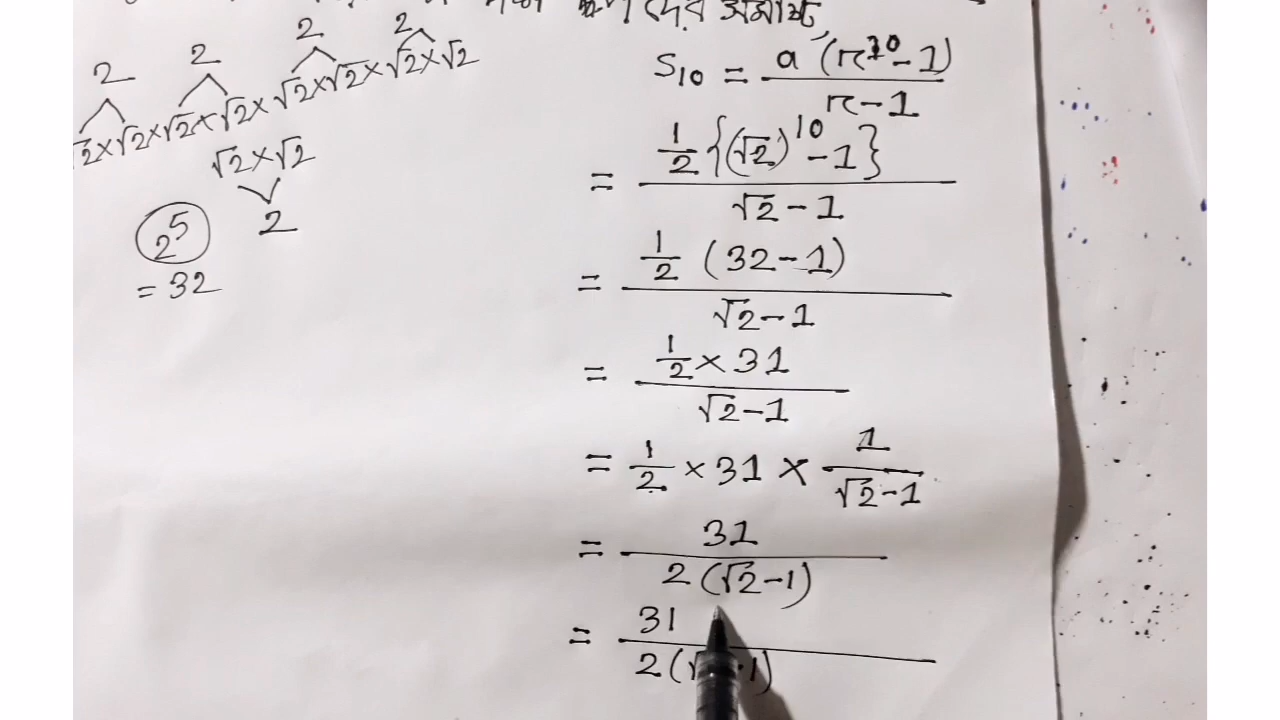 দের সমষ্টি,
2 2 2 2
√2×√2×√2×√2×√2×√2×√2×√2
√2×√2
2
2⁵
= 32
S₁₀ = a(r¹⁰-1) / r-1
= ½{(√2)¹⁰-1} / √2-1
= ½(32-1) / √2-1
= ½×31 / √2-1
= ½ × 31 × 1 / √2-1
= 31 / 2(√2-1)
= 31 / 2(√ -1)